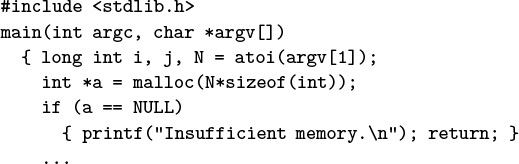 #include <stdlib.h>
main(int argc, char *argv[])
{ long int i, j, N = atoi(argv[1]);
int *a = malloc(N*sizeof(int));
if (a == NULL)
{ printf("Insufficient memory.\n"); return; }
...